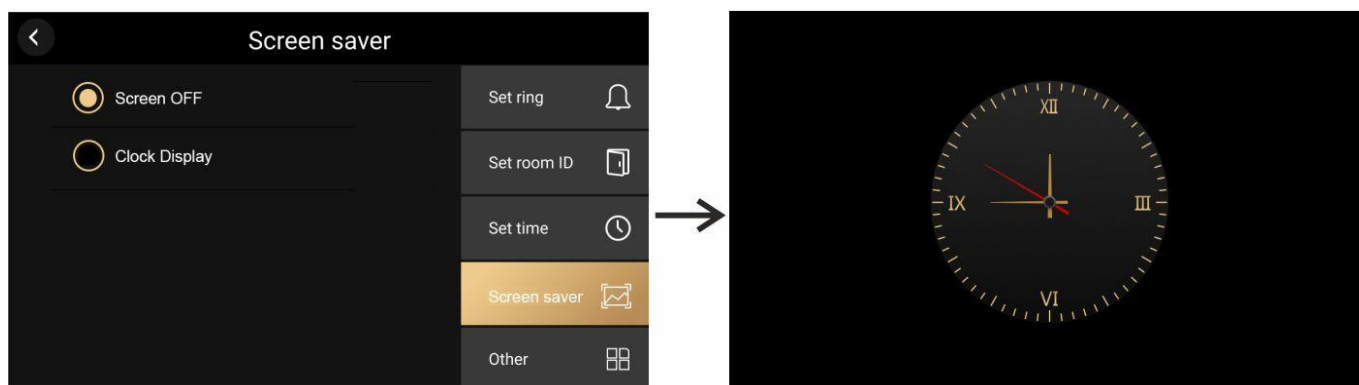 Screen saver
Screen OFF
Clock Display
Set ring
Set room ID
Set time
Screen saver
Other
XII
IX
III
VI